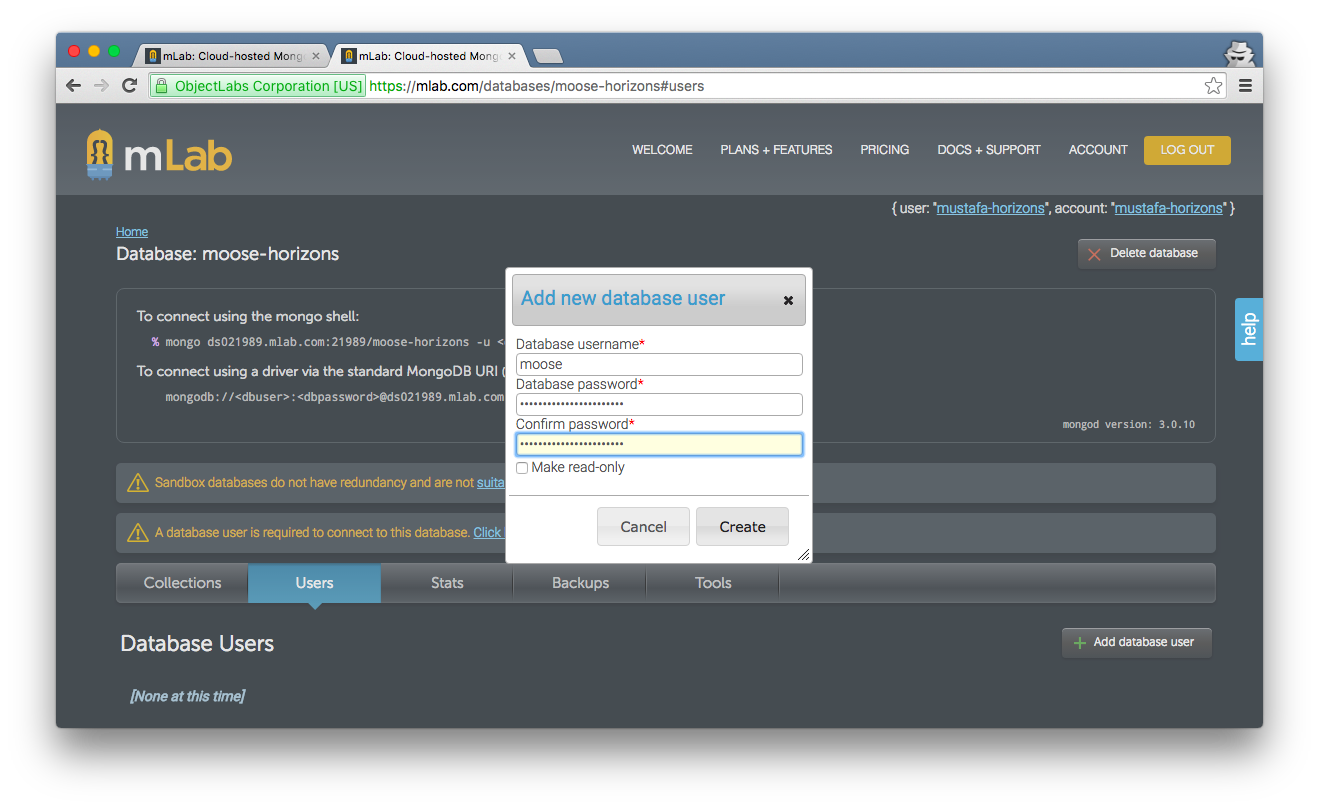 mLab: Cloud-hosted Mong
mLab: Cloud-hosted Mong
ObjectLabs Corporation [US] https://mlab.com/databases/moose-horizons#users
mLab
WELCOME PLANS + FEATURES PRICING DOCS + SUPPORT ACCOUNT LOG OUT
{ user: "mustafa-horizons", account: "mustafa-horizons" }
Home
Database: moose-horizons
Delete database
To connect using the mongo shell:
% mongo ds021989.mlab.com:21989/moose-horizons -u <
To connect using a driver via the standard MongoDB URI (
mongodb://<dbuser>:<dbpassword>@ds021989.mlab.com
mongod version: 3.0.10
help
Add new database user
Database username*
moose
Database password*
Confirm password*
Make read-only
Cancel Create
Sandbox databases do not have redundancy and are not suita
A database user is required to connect to this database. Click
Collections Users Stats Backups Tools
Database Users
Add database user
[None at this time]